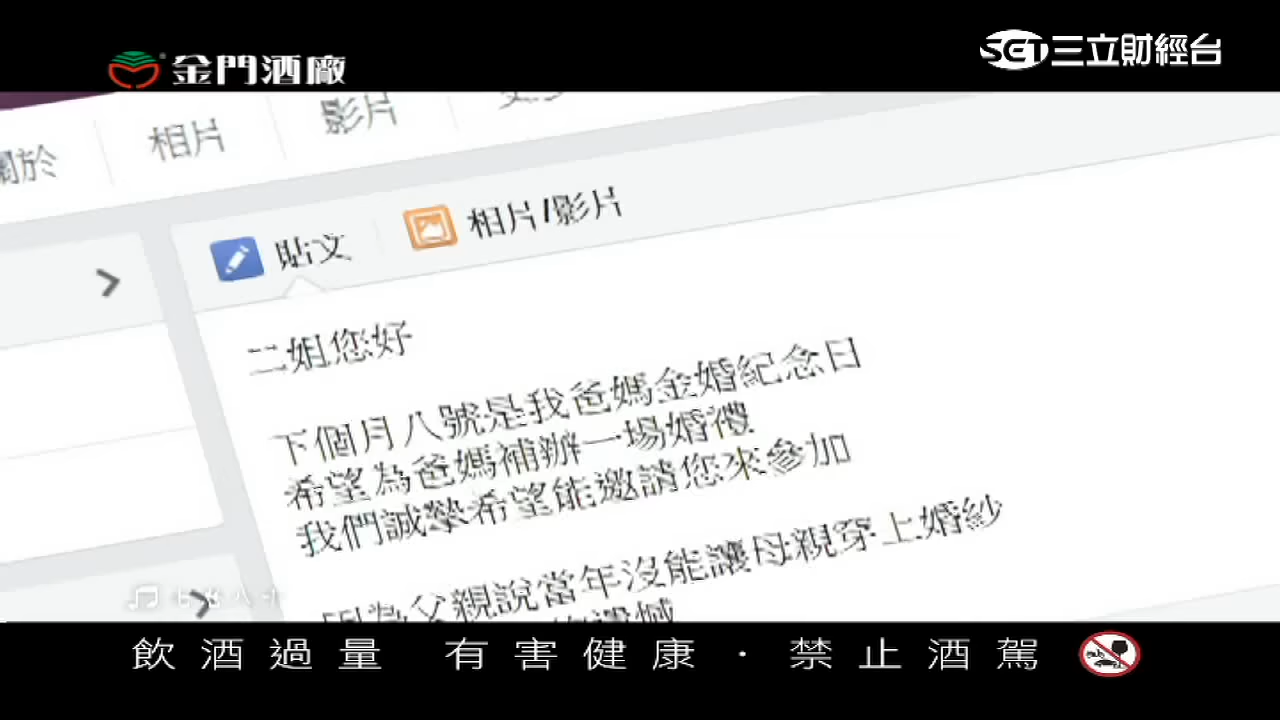 金門酒廠
SET三立財經台
關於
相片
影片
貼文
相片/影片
二姐您好
下個月八號是我爸媽金婚紀念日
希望為爸媽補辦一場婚禮
我們誠摯希望能邀請您來參加
因為父親說當年沒能讓母親穿上婚紗
遺憾
飲酒過量 有害健康・禁止酒駕